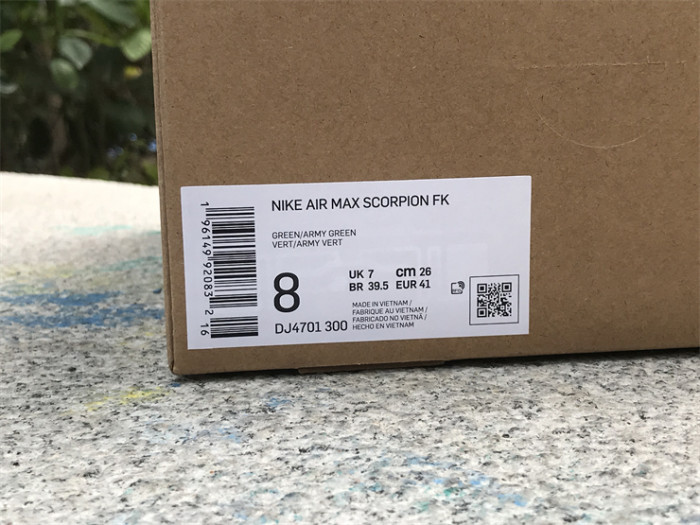 NIKE AIR MAX SCORPION FK
GREEN/ARMY GREEN
VERT/ARMY VERT
8
UK 7 cm 26
BR 39.5 EUR 41
DJ4701 300
MADE IN VIETNAM /
FABRIQUE AU VIETNAM /
FABRICADO NO VIETNÃ /
HECHO EN VIETNAM
1 96149 92083 2 16